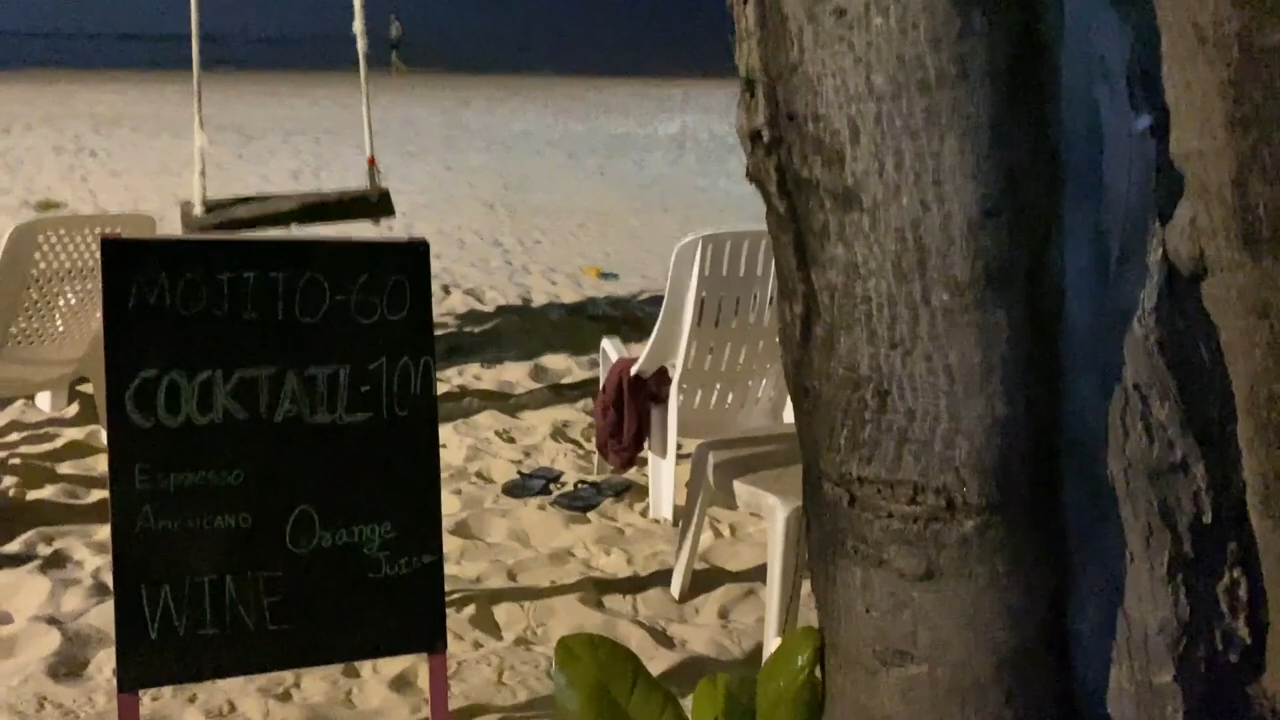 MOJITO-60
COCKTAIL-100
Espresso
AMERICANO
Orange
Juice
WINE